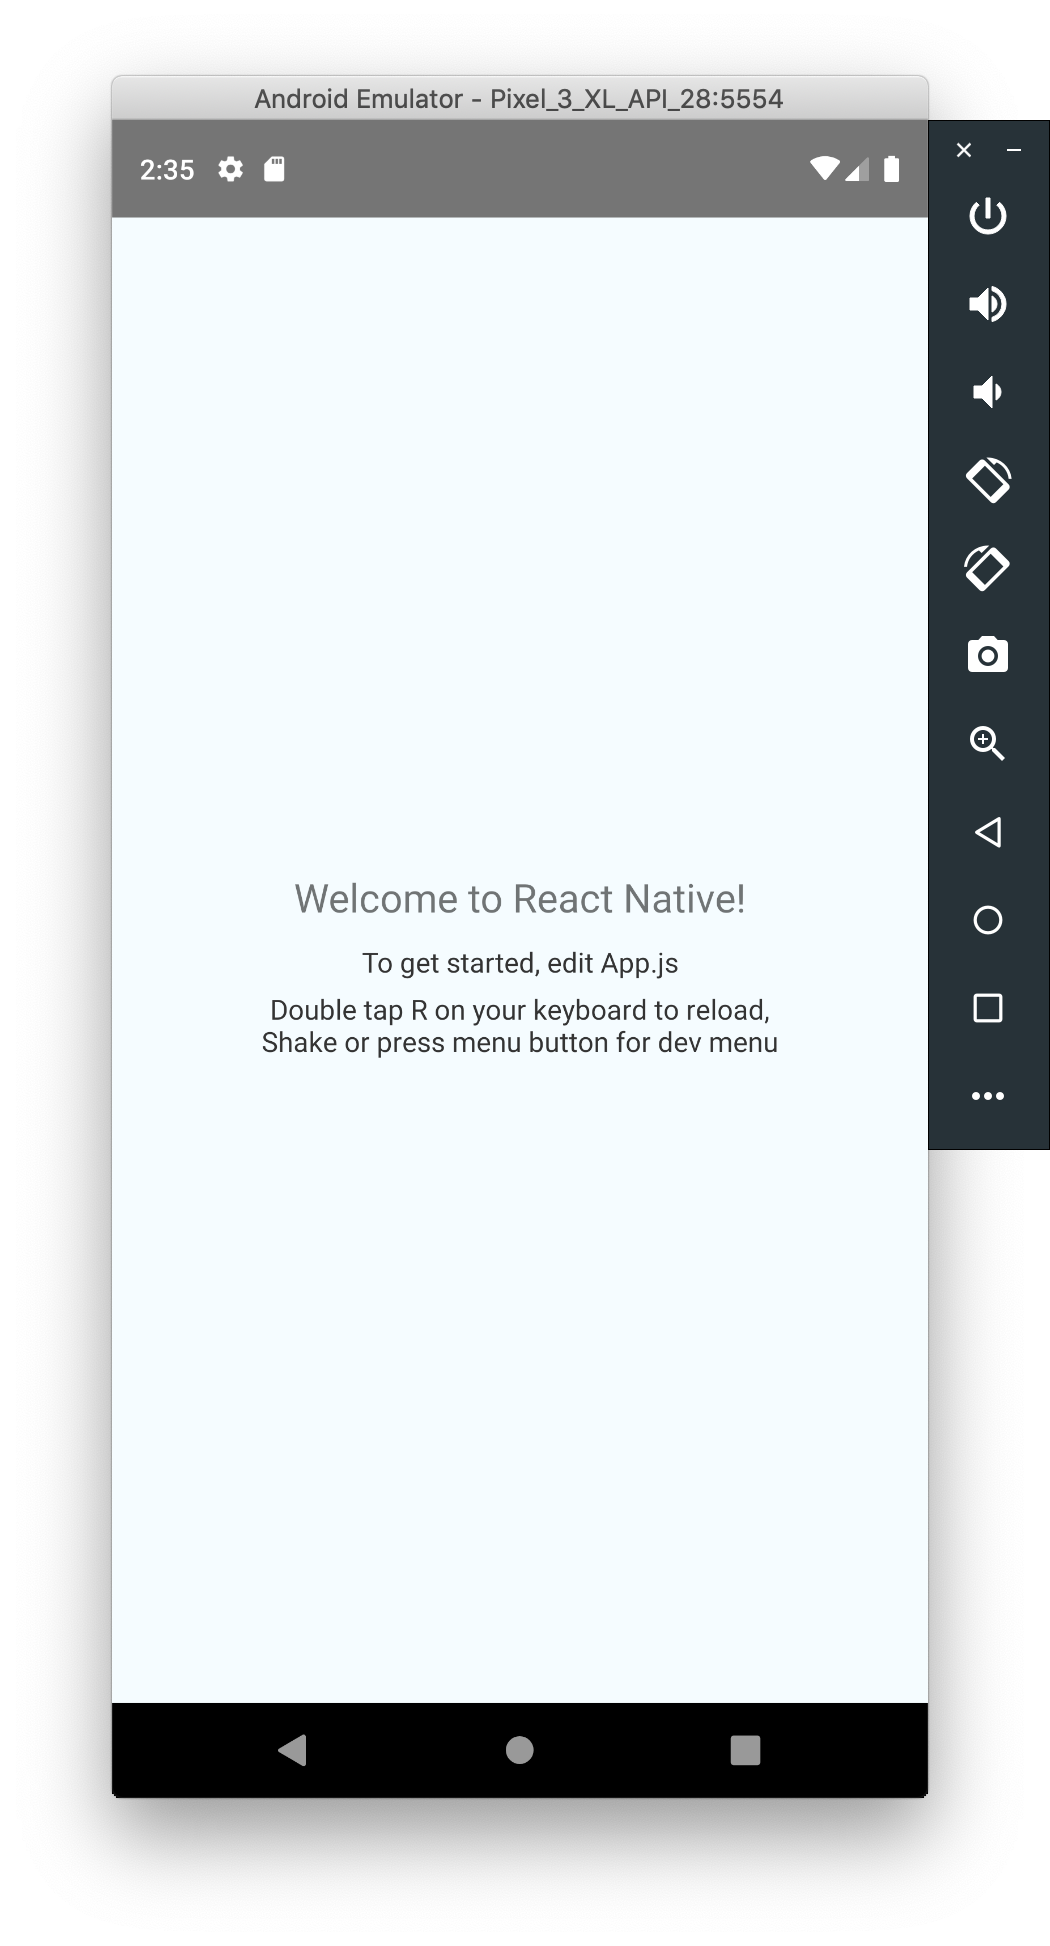 Android Emulator - Pixel_3_XL_API_28:5554
2:35
Welcome to React Native!
To get started, edit App.js
Double tap R on your keyboard to reload,
Shake or press menu button for dev menu